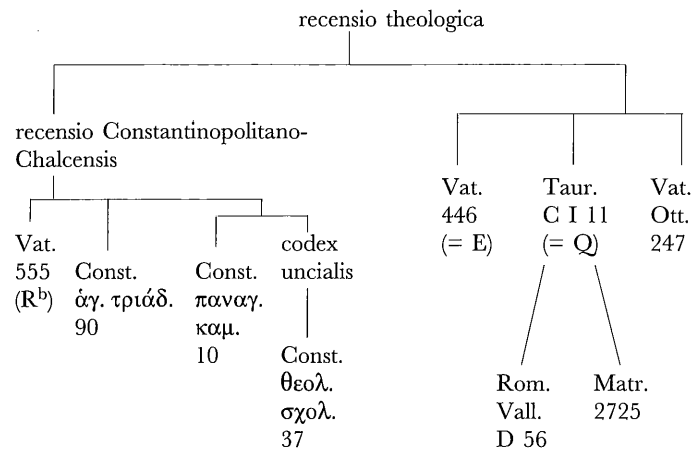 recensio theologica
recensio Constantinopolitano-
Chalcensis
Vat.
555
(Rᵇ)
Const.
ἁγ. τριάδ.
90
Const.
παναγ.
καμ.
10
codex
uncialis
Const.
θεολ.
σχολ.
37
Vat.
446
(= E)
Taur.
C I 11
(= Q)
Vat.
Ott.
247
Rom.
Vall.
D 56
Matr.
2725